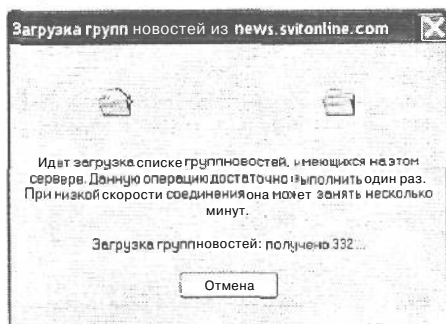 Загрузка групп новостей из news.svitonline.com
Идет загрузка списке группновостей, имеющихся на этом
сервере. Данную операцию достаточно выполнить один раз.
При низкой скорости соединения она может занять несколько
минут.
Загрузка группновостей: получено 332...
Отмена